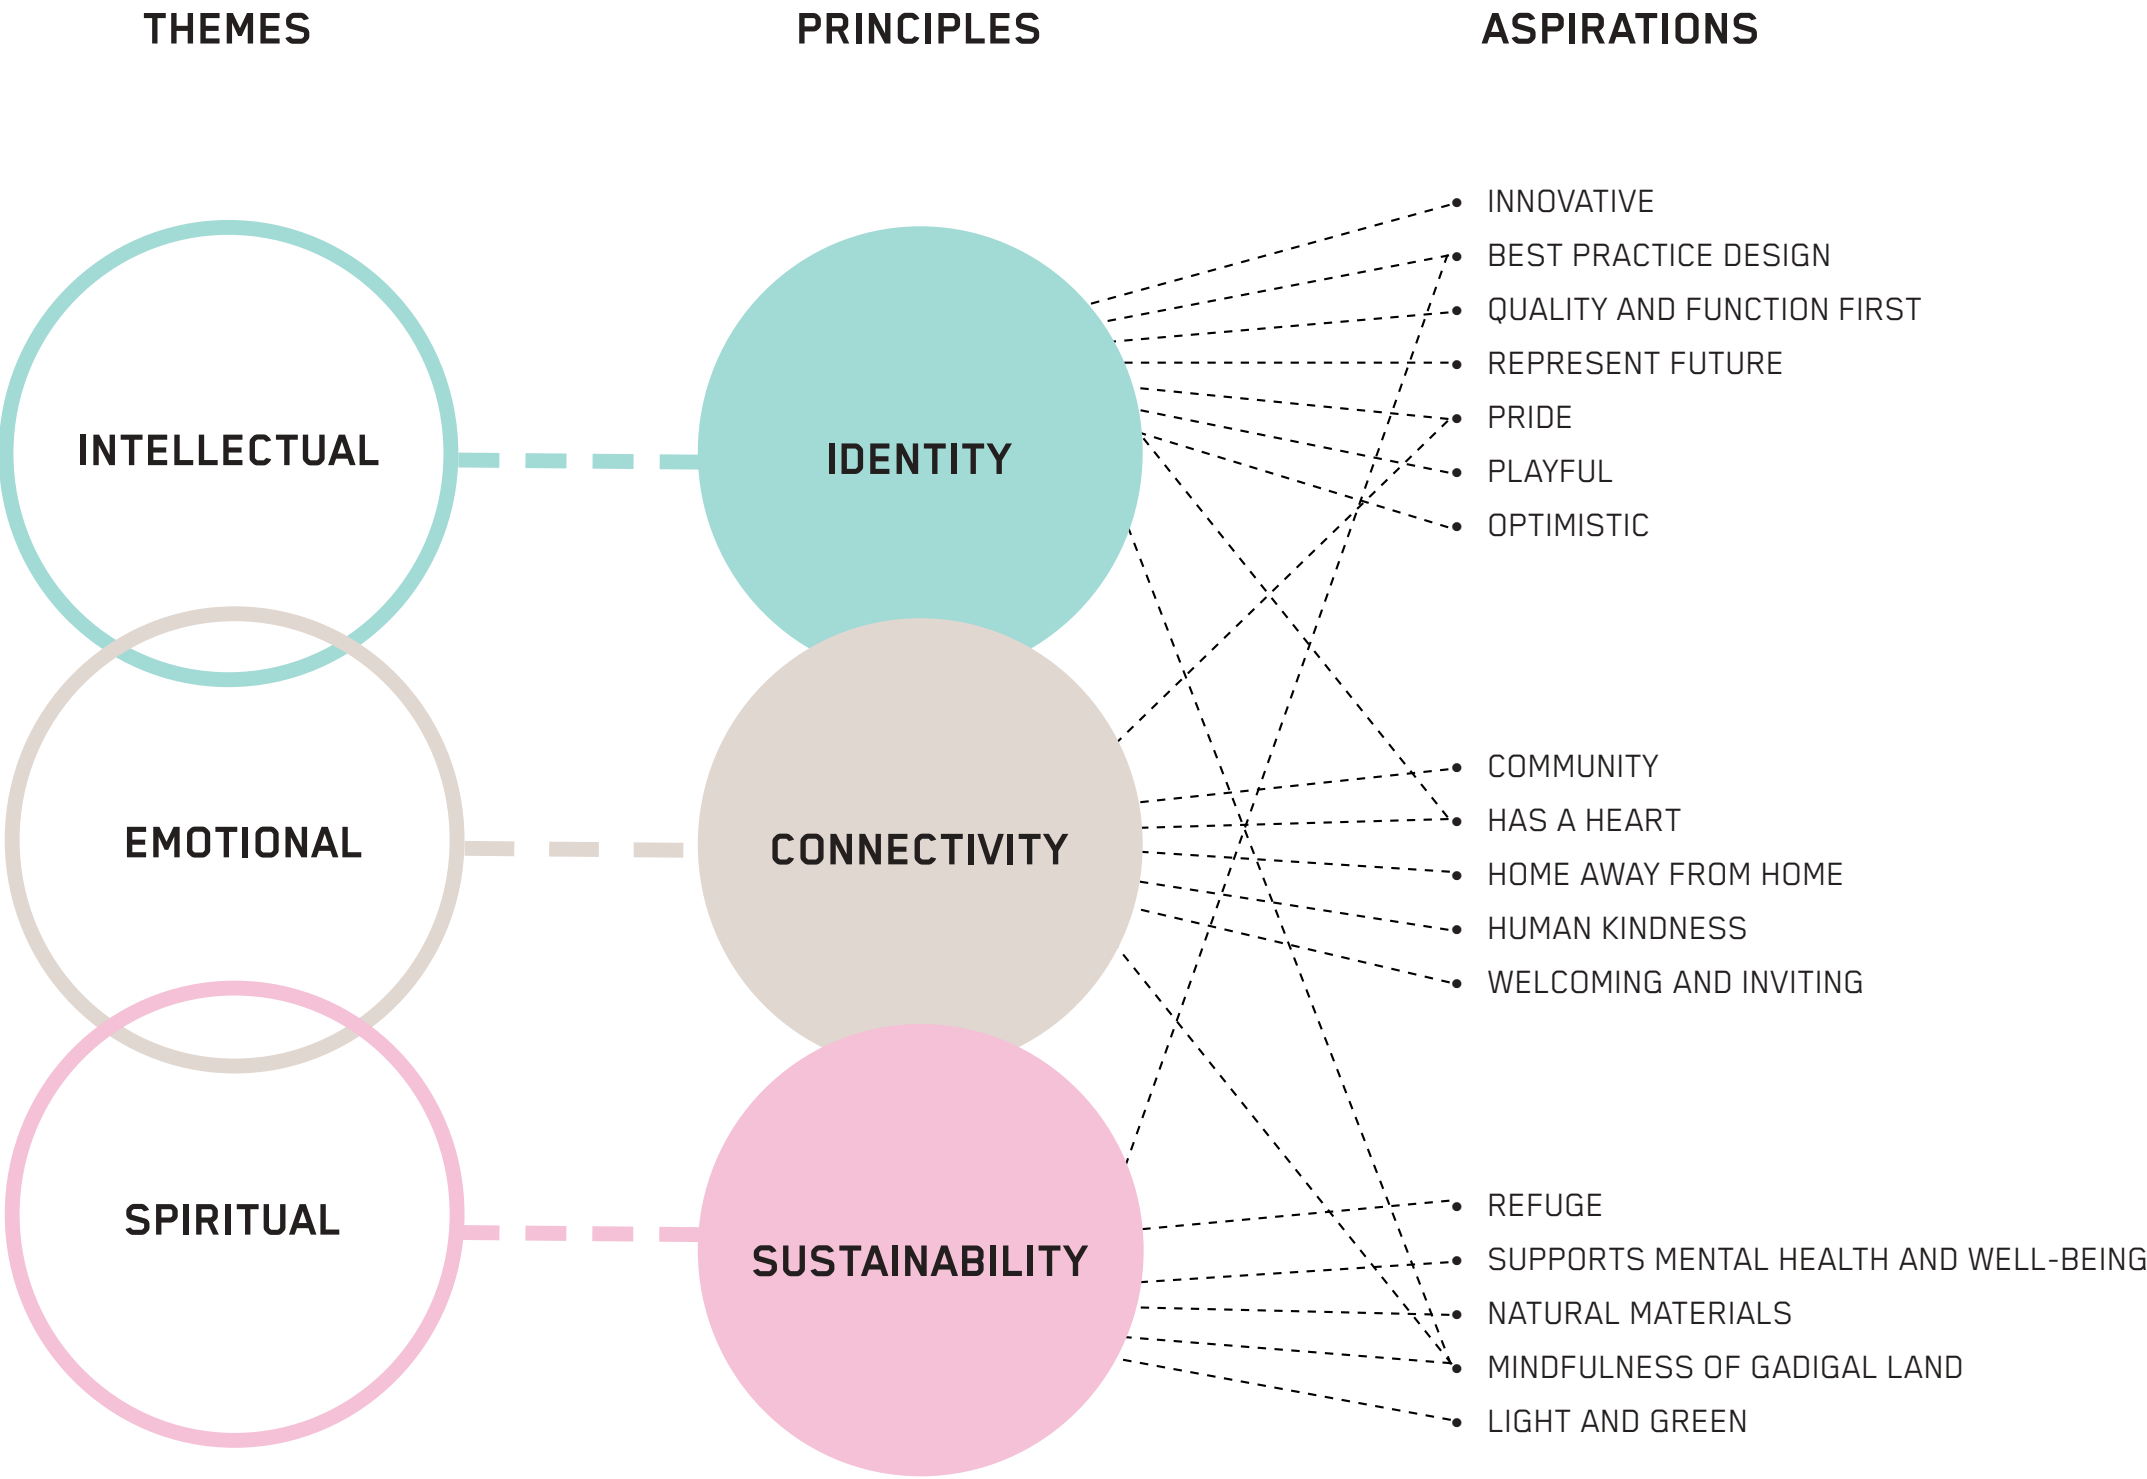 THEMES
PRINCIPLES
ASPIRATIONS
INTELLECTUAL
EMOTIONAL
SPIRITUAL
IDENTITY
CONNECTIVITY
SUSTAINABILITY
• INNOVATIVE
• BEST PRACTICE DESIGN
• QUALITY AND FUNCTION FIRST
• REPRESENT FUTURE
• PRIDE
• PLAYFUL
• OPTIMISTIC
• COMMUNITY
• HAS A HEART
• HOME AWAY FROM HOME
• HUMAN KINDNESS
• WELCOMING AND INVITING
• REFUGE
• SUPPORTS MENTAL HEALTH AND WELL-BEING
• NATURAL MATERIALS
• MINDFULNESS OF GADIGAL LAND
• LIGHT AND GREEN